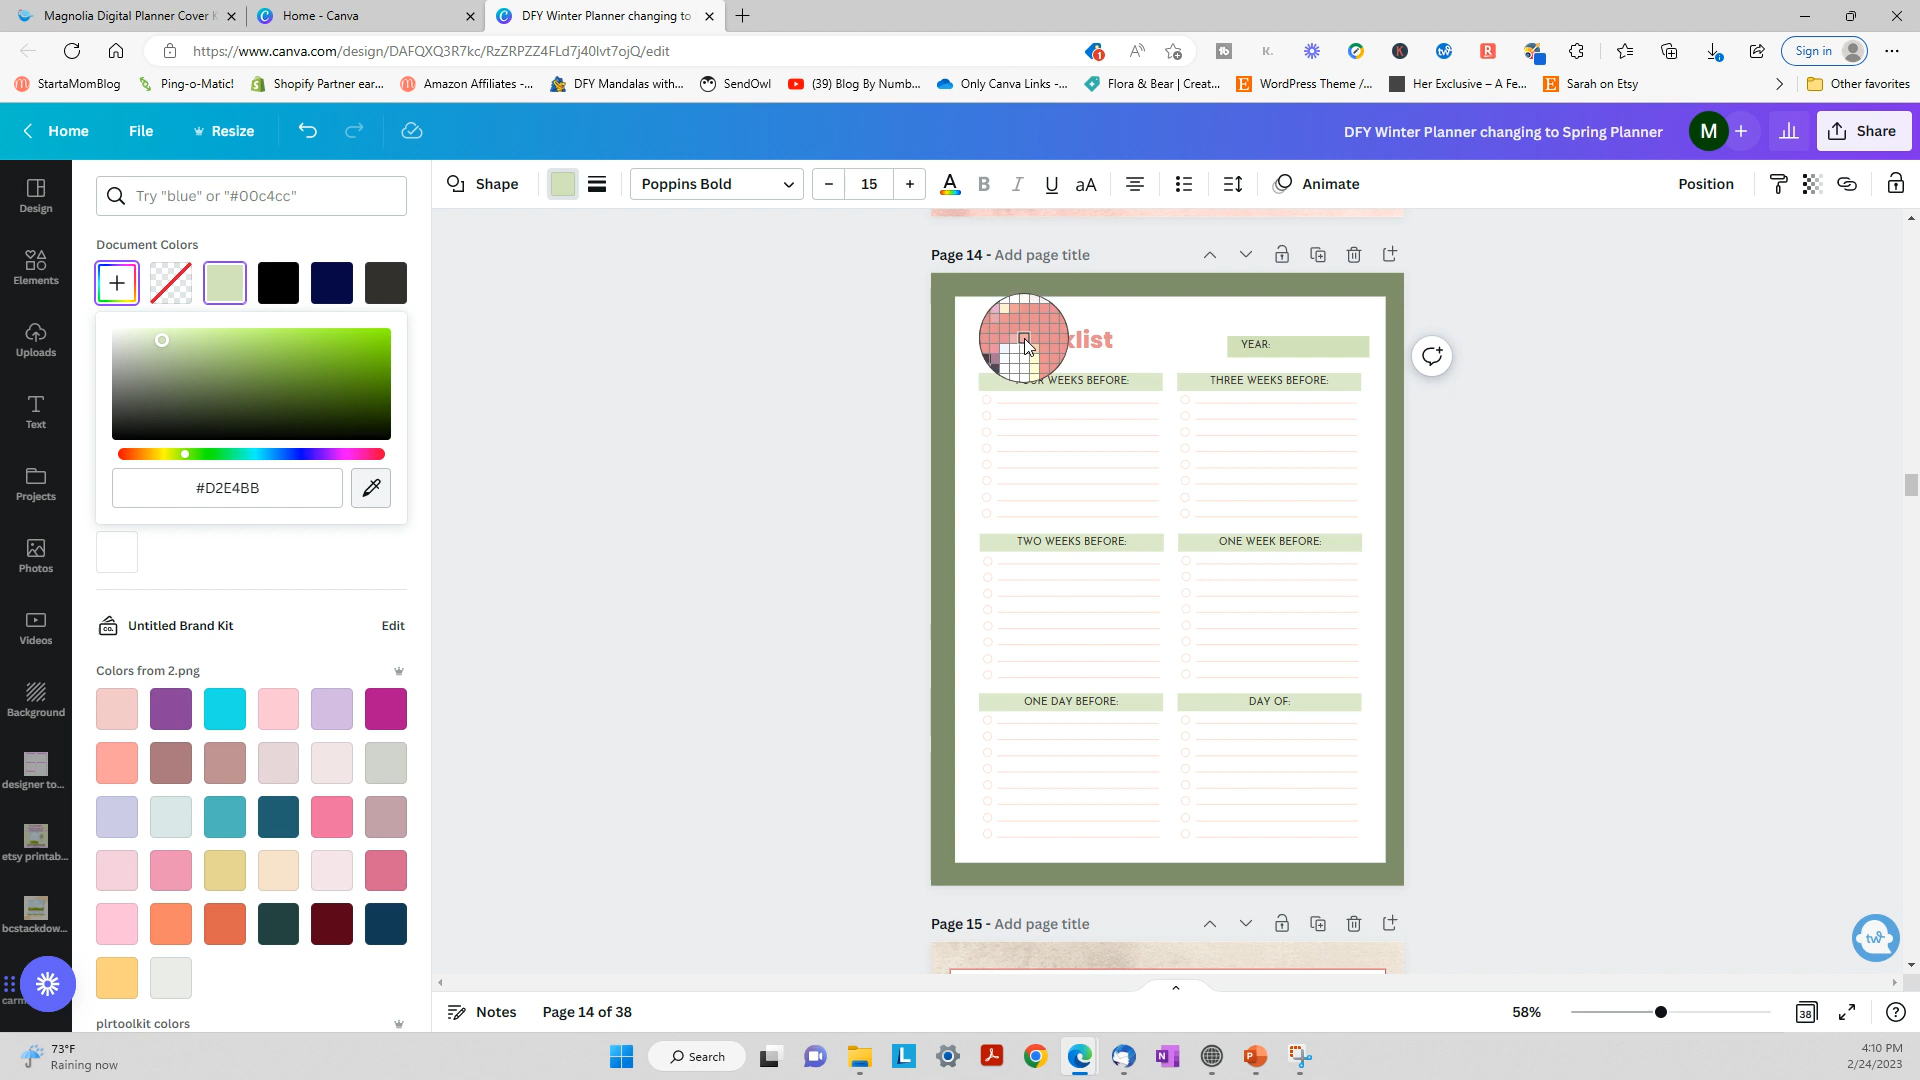 Magnolia Digital Planner Cover
Home - Canva
DFY Winter Planner changing to
https://www.canva.com/design/DAFQXQ3R7kc/RzZRPZZ4FLd7j40lvt7ojQ/edit
Sign in
StartaMomBlog
Ping-o-Matic!
Shopify Partner ear...
Amazon Affiliates -...
DFY Mandalas with...
SendOwl
(39) Blog By Numb...
Only Canva Links -...
Flora & Bear | Creat...
WordPress Theme /...
Her Exclusive – A Fe...
Sarah on Etsy
Other favorites
Home
File
Resize
DFY Winter Planner changing to Spring Planner
M
Share
Try "blue" or "#00c4cc"
Shape
Poppins Bold
15
A
B
I
U
aA
Animate
Position
Design
Elements
Uploads
Text
Projects
Photos
Videos
Background
designer to...
etsy printab...
bcstackdow...
Document Colors
#D2E4BB
Untitled Brand Kit
Edit
Colors from 2.png
plrtoolkit colors
Page 14 - Add page title
klist
YEAR:
WEEKS BEFORE:
THREE WEEKS BEFORE:
TWO WEEKS BEFORE:
ONE WEEK BEFORE:
ONE DAY BEFORE:
DAY OF:
Page 15 - Add page title
Notes
Page 14 of 38
58%
38
73°F
Raining now
Search
4:10 PM
2/24/2023